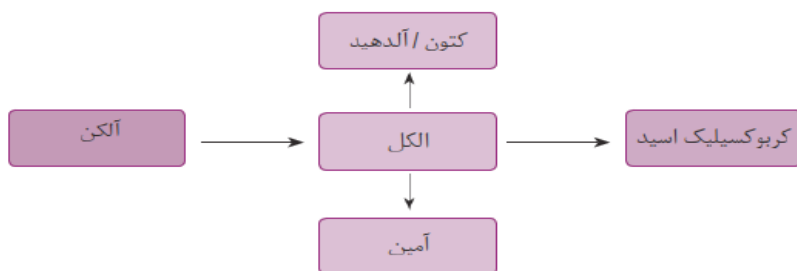 کتون / آلدهید
آلکن
الکل
کربوکسیلیک اسید
آمین